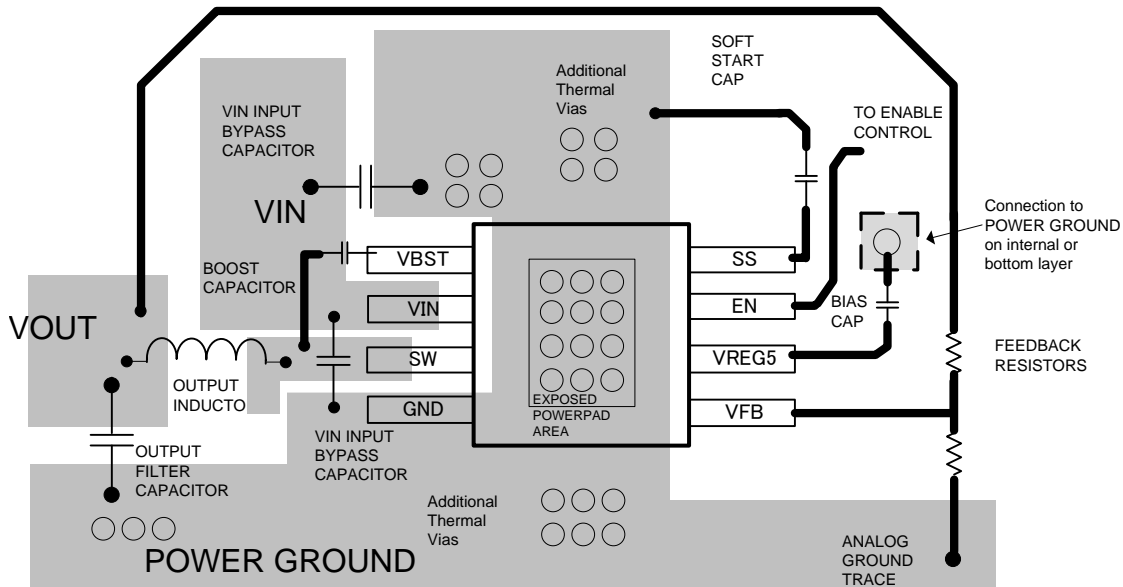 SOFT
START
CAP
Additional
Thermal
Vias
TO ENABLE
CONTROL
VIN INPUT
BYPASS
CAPACITOR
VIN
Connection to
POWER GROUND
on internal or
bottom layer
BOOST
CAPACITOR
VBST
VIN
SW
GND
SS
EN
VREG5
VFB
BIAS
CAP
VOUT
FEEDBACK
RESISTORS
OUTPUT
INDUCTO
EXPOSED
POWERPAD
AREA
VIN INPUT
BYPASS
CAPACITOR
OUTPUT
FILTER
CAPACITOR
Additional
Thermal
Vias
POWER GROUND
ANALOG
GROUND
TRACE